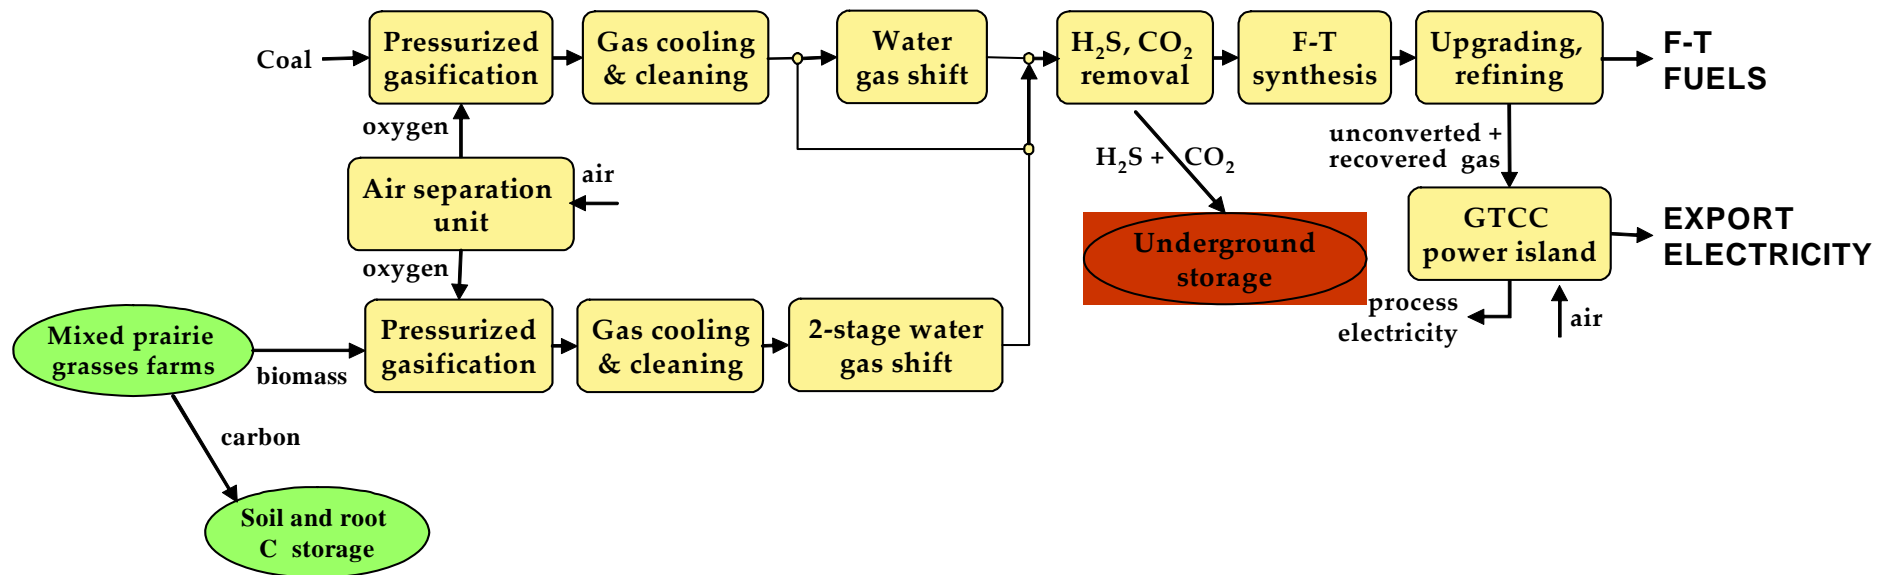 Coal
Pressurized
gasification
Gas cooling
& cleaning
Water
gas shift
H₂S, CO₂
removal
F-T
synthesis
Upgrading,
refining
F-T
FUELS
oxygen
Air separation
unit
air
oxygen
H₂S + CO₂
Underground
storage
unconverted +
recovered gas
GTCC
power island
EXPORT
ELECTRICITY
process
electricity
air
Mixed prairie
grasses farms
biomass
Pressurized
gasification
Gas cooling
& cleaning
2-stage water
gas shift
carbon
Soil and root
C storage